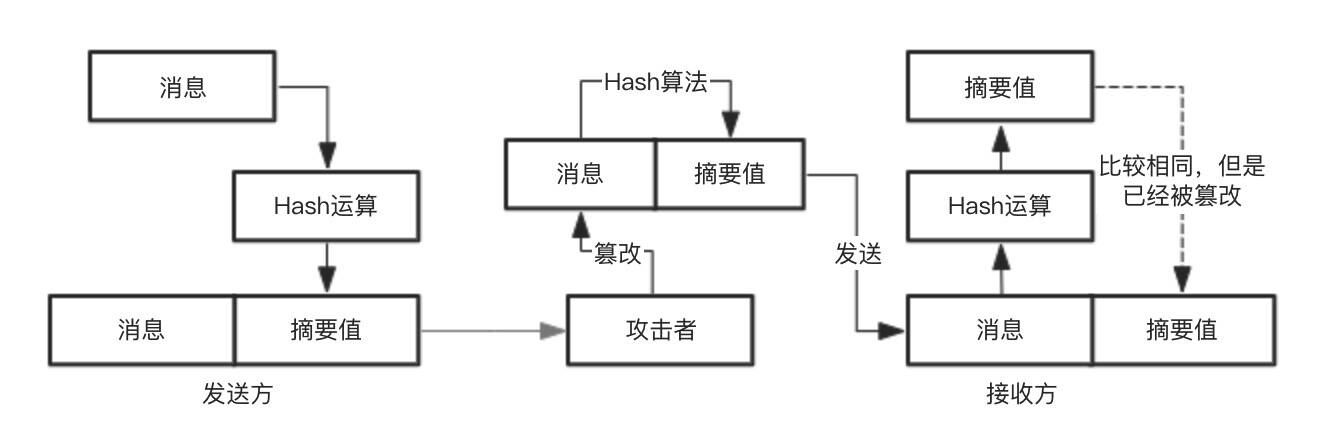 消息
Hash运算
消息
摘要值
发送方
Hash算法
消息
摘要值
篡改
攻击者
发送
摘要值
比较相同，但是
已经被篡改
Hash运算
消息
摘要值
接收方